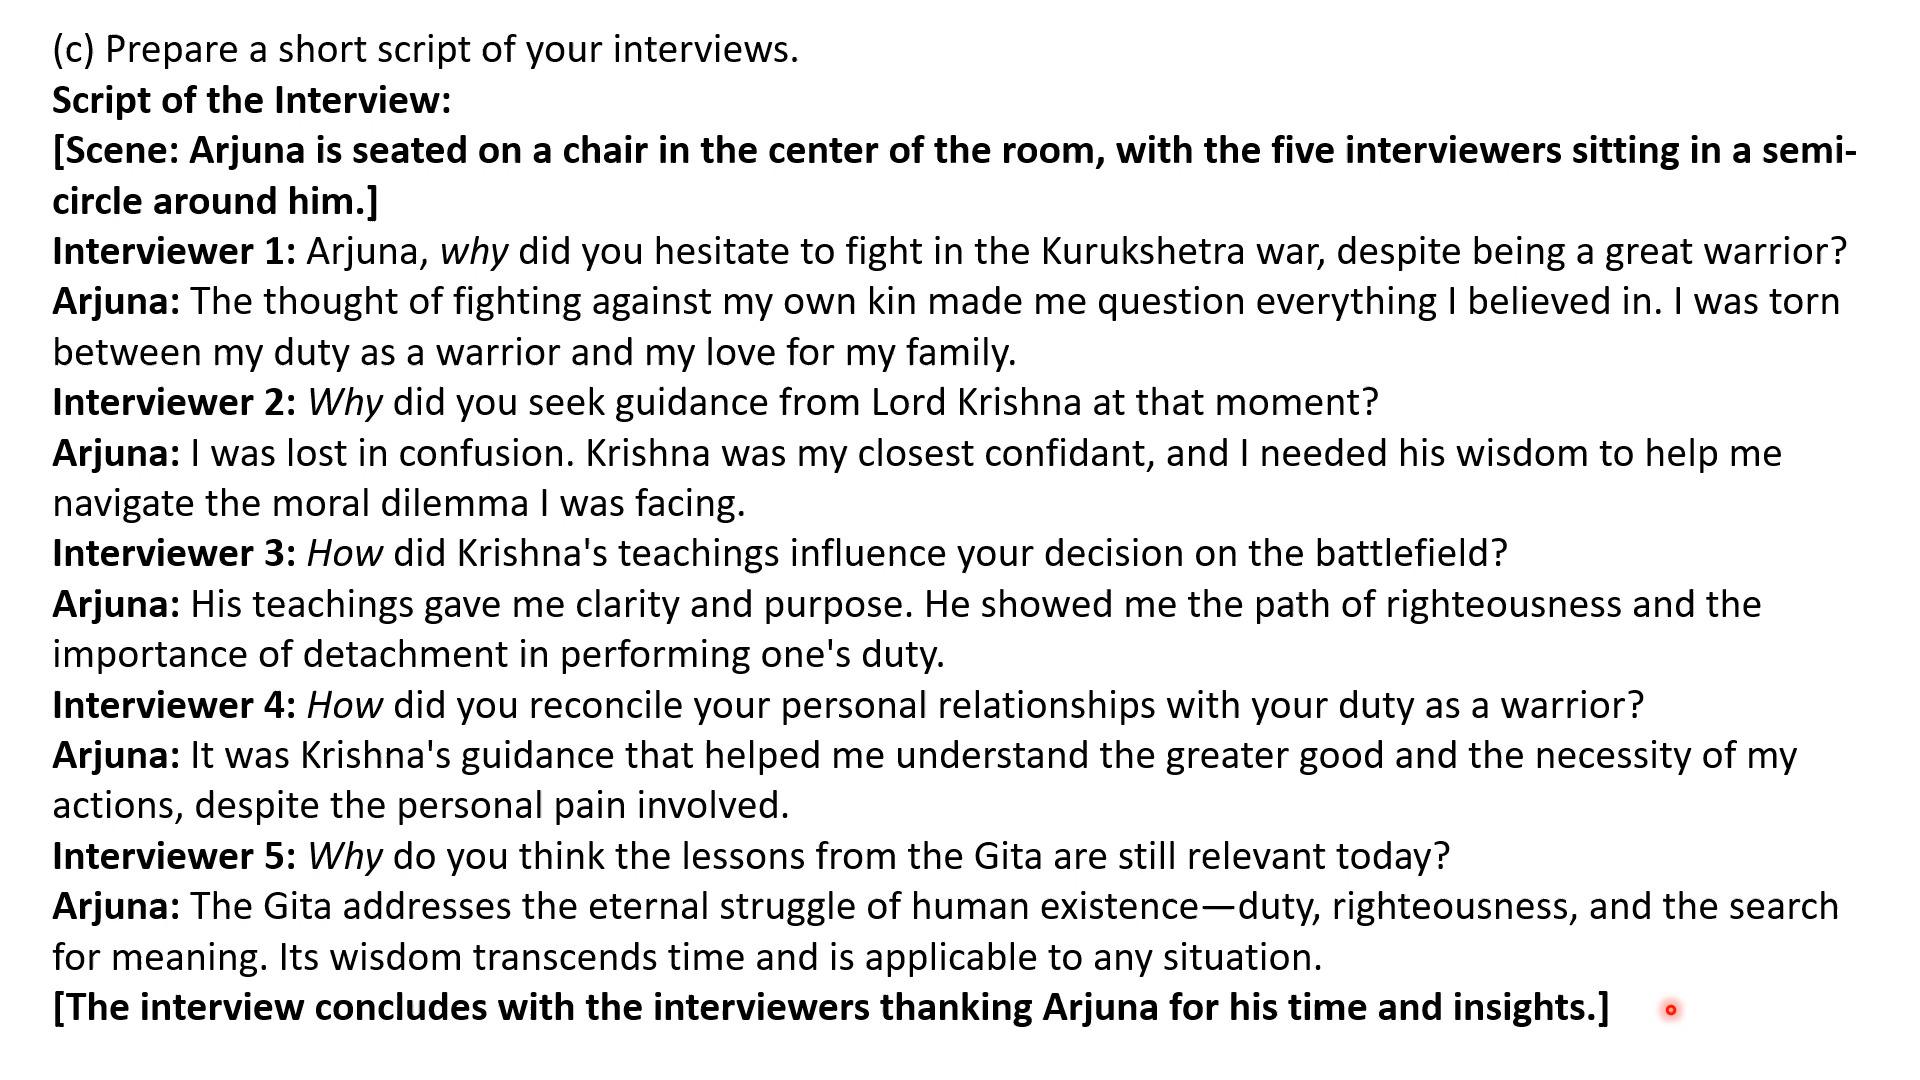 (c) Prepare a short script of your interviews.
Script of the Interview:
[Scene: Arjuna is seated on a chair in the center of the room, with the five interviewers sitting in a semi-
circle around him.]
Interviewer 1: Arjuna, why did you hesitate to fight in the Kurukshetra war, despite being a great warrior?
Arjuna: The thought of fighting against my own kin made me question everything I believed in. I was torn
between my duty as a warrior and my love for my family.
Interviewer 2: Why did you seek guidance from Lord Krishna at that moment?
Arjuna: I was lost in confusion. Krishna was my closest confidant, and I needed his wisdom to help me
navigate the moral dilemma I was facing.
Interviewer 3: How did Krishna's teachings influence your decision on the battlefield?
Arjuna: His teachings gave me clarity and purpose. He showed me the path of righteousness and the
importance of detachment in performing one's duty.
Interviewer 4: How did you reconcile your personal relationships with your duty as a warrior?
Arjuna: It was Krishna's guidance that helped me understand the greater good and the necessity of my
actions, despite the personal pain involved.
Interviewer 5: Why do you think the lessons from the Gita are still relevant today?
Arjuna: The Gita addresses the eternal struggle of human existence—duty, righteousness, and the search
for meaning. Its wisdom transcends time and is applicable to any situation.
[The interview concludes with the interviewers thanking Arjuna for his time and insights.]